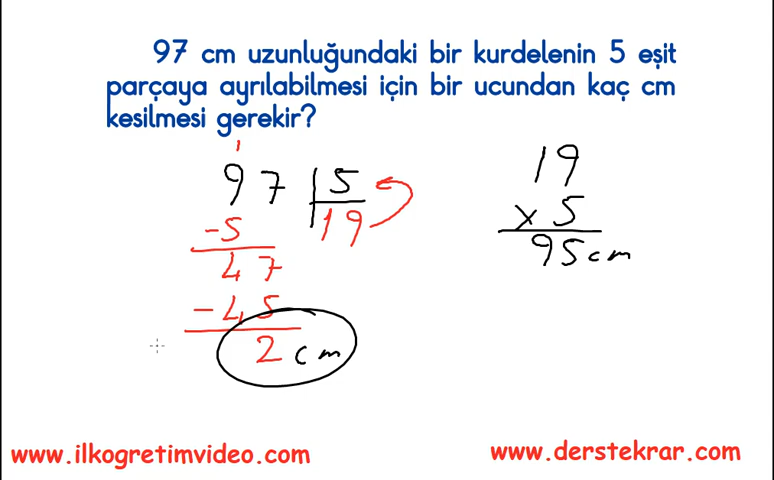 97 cm uzunluğundaki bir kurdelenin 5 eşit
parçaya ayrılabilmesi için bir ucundan kaç cm
kesilmesi gerekir?
1
97 5
19
-5
47
-45
2 cm
19
x 5
95 cm
www.ilkogretimvideo.com
www.derstekrar.com